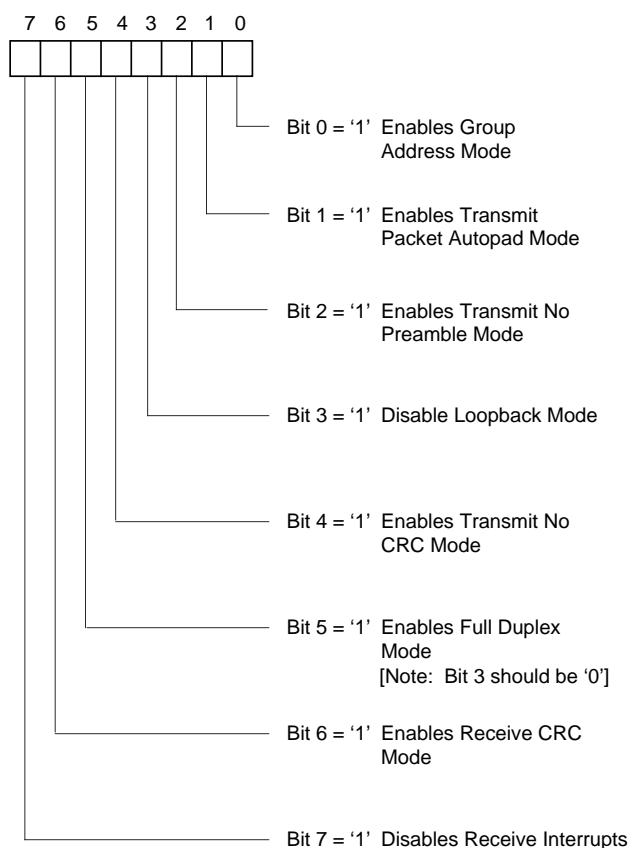 7 6 5 4 3 2 1 0
Bit 0 = ‘1’ Enables Group
Address Mode
Bit 1 = ‘1’ Enables Transmit
Packet Autopad Mode
Bit 2 = ‘1’ Enables Transmit No
Preamble Mode
Bit 3 = ‘1’ Disable Loopback Mode
Bit 4 = ‘1’ Enables Transmit No
CRC Mode
Bit 5 = ‘1’ Enables Full Duplex
Mode
[Note: Bit 3 should be ‘0’]
Bit 6 = ‘1’ Enables Receive CRC
Mode
Bit 7 = ‘1’ Disables Receive Interrupts